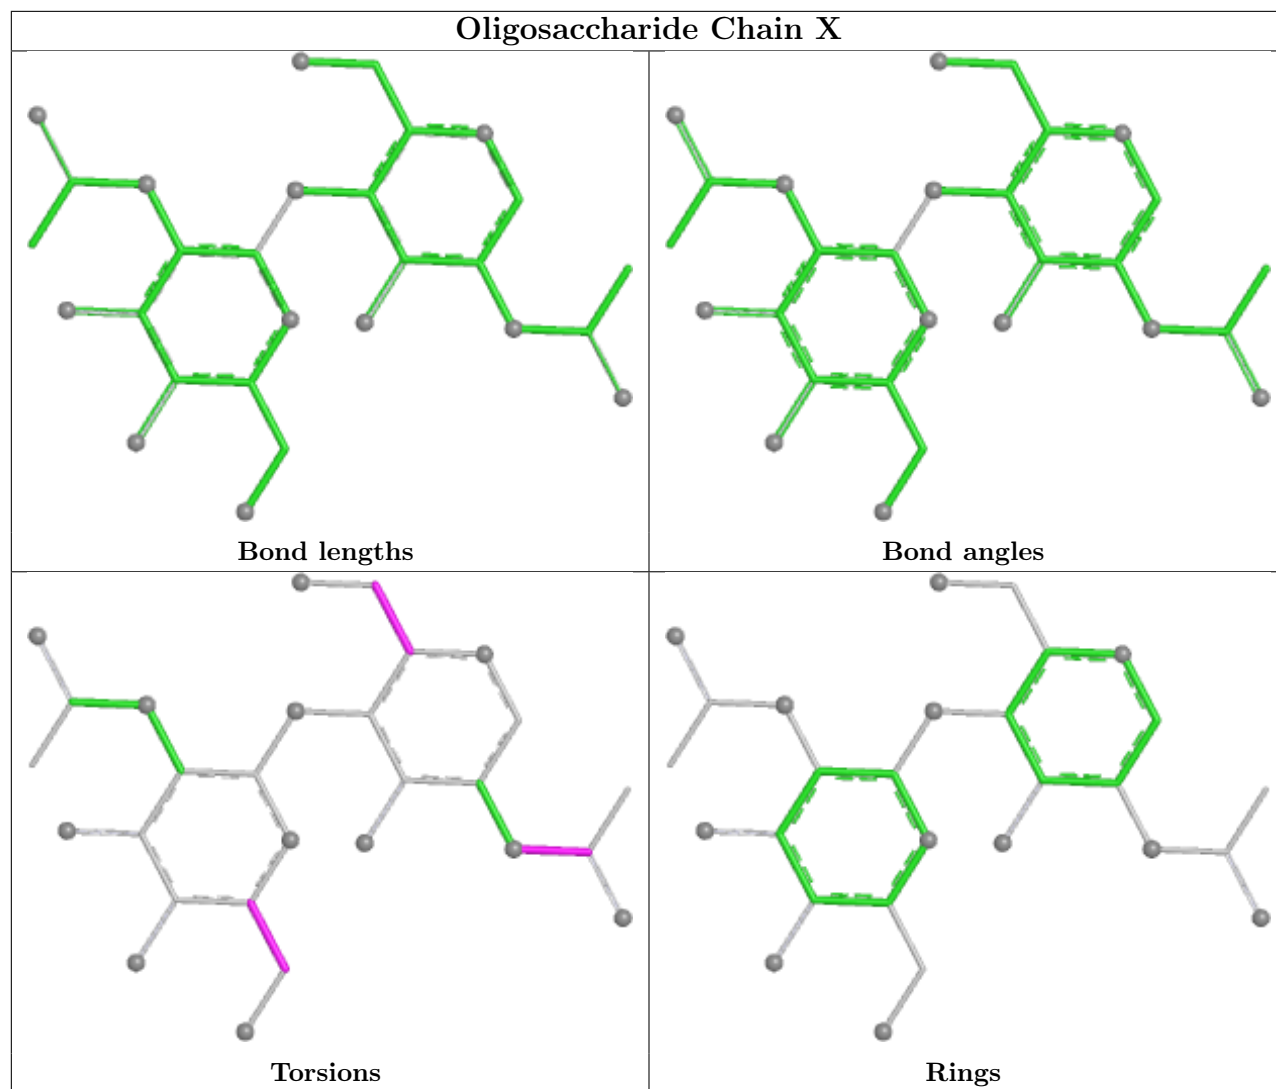 Oligosaccharide Chain X
Bond lengths
Bond angles
Torsions
Rings